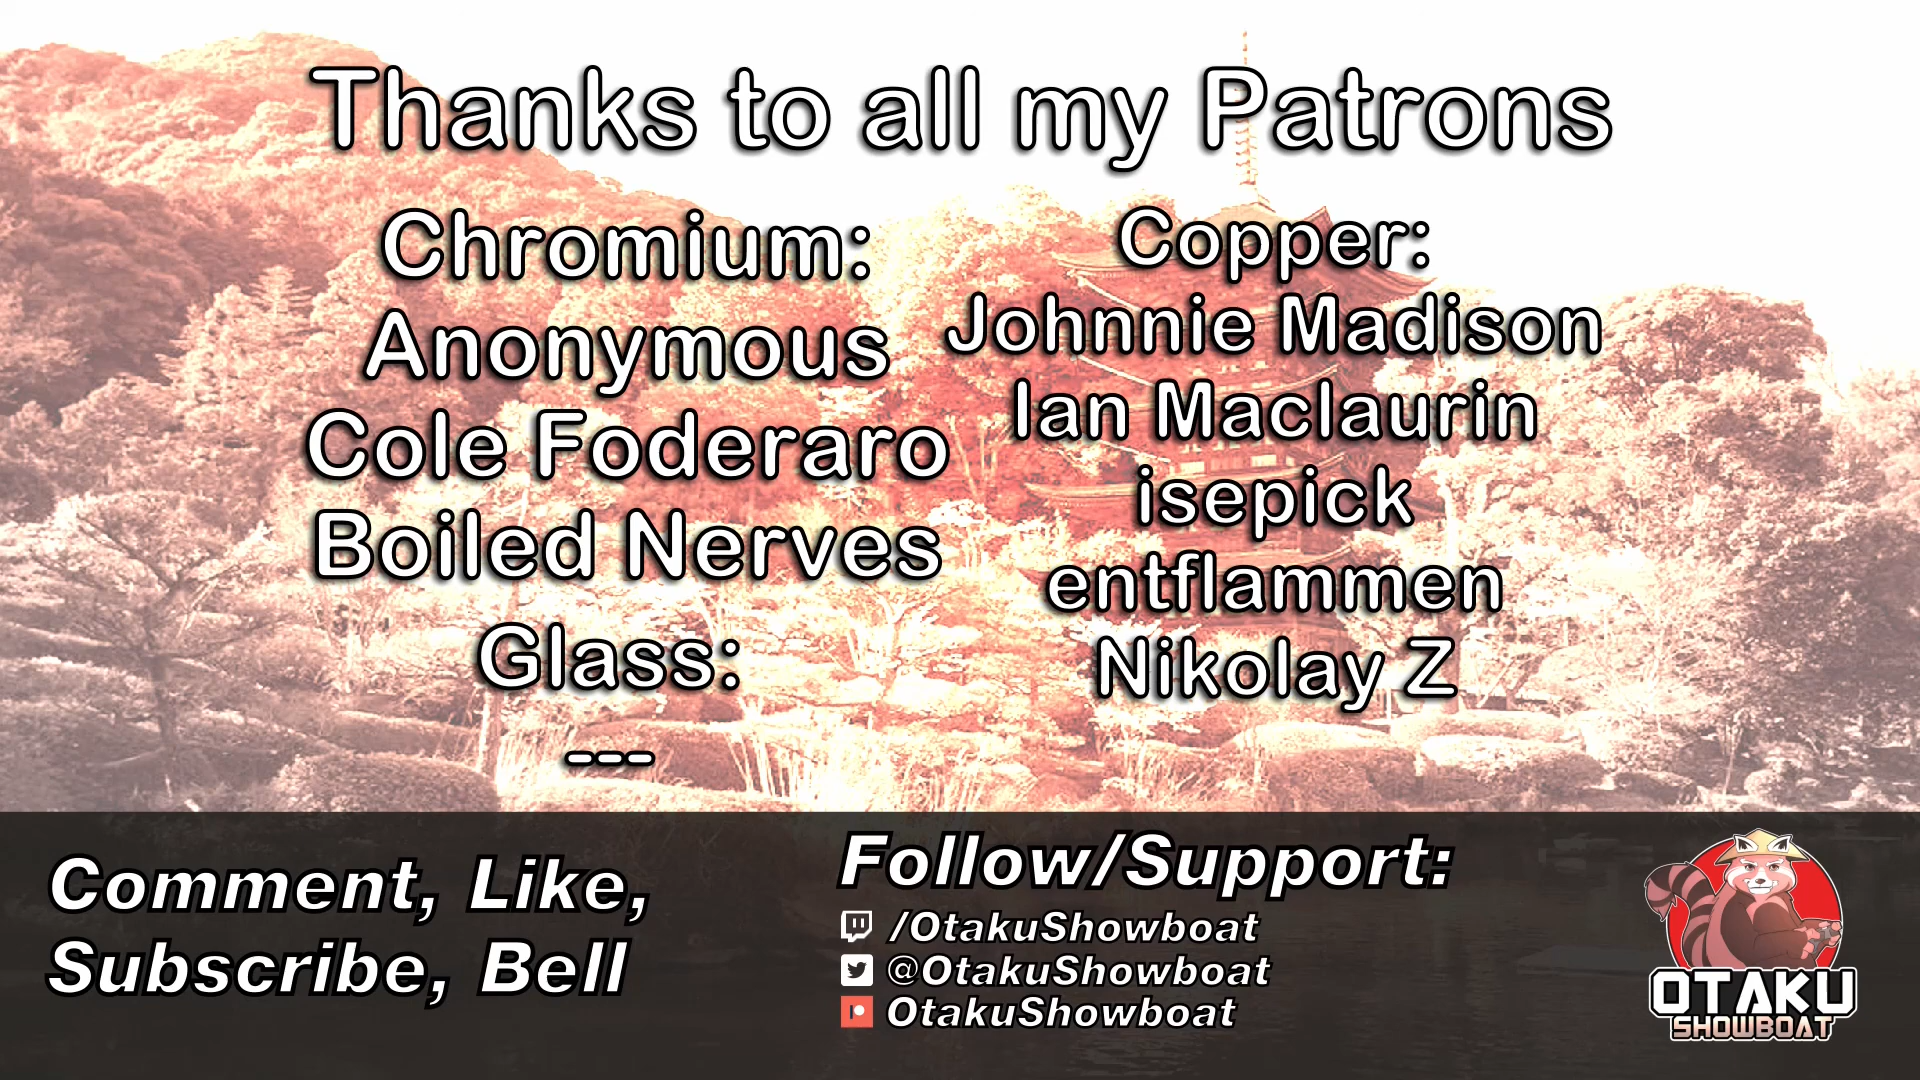 Thanks to all my Patrons
Chromium:
Anonymous
Cole Foderaro
Boiled Nerves
Glass:
---
Copper:
Johnnie Madison
Ian Maclaurin
isepick
entflammen
Nikolay Z
Comment, Like,
Subscribe, Bell
Follow/Support:
/OtakuShowboat
@OtakuShowboat
OtakuShowboat
OTAKU
SHOWBOAT